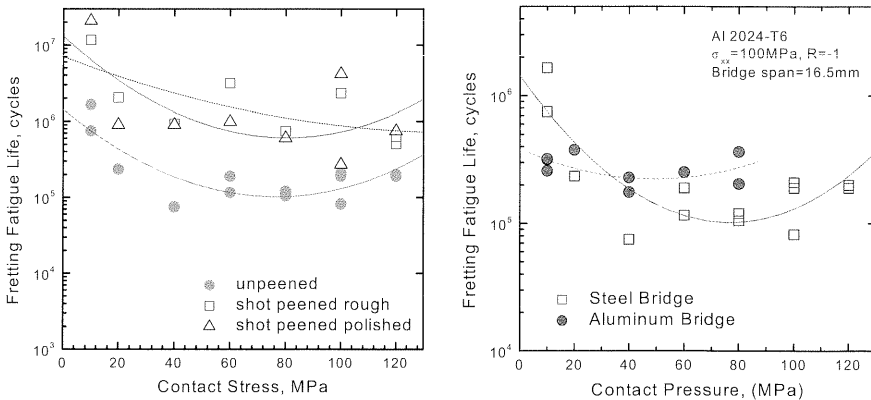 Fretting Fatigue Life, cycles
10^7
10^6
10^5
10^4
10^3
0 20 40 60 80 100 120
Contact Stress, MPa
unpeened
shot peened rough
shot peened polished
Fretting Fatigue Life, cycles
10^6
10^5
10^4
0 20 40 60 80 100 120
Contact Pressure, (MPa)
Al 2024-T6
σxx=100MPa, R=-1
Bridge span=16.5mm
Steel Bridge
Aluminum Bridge